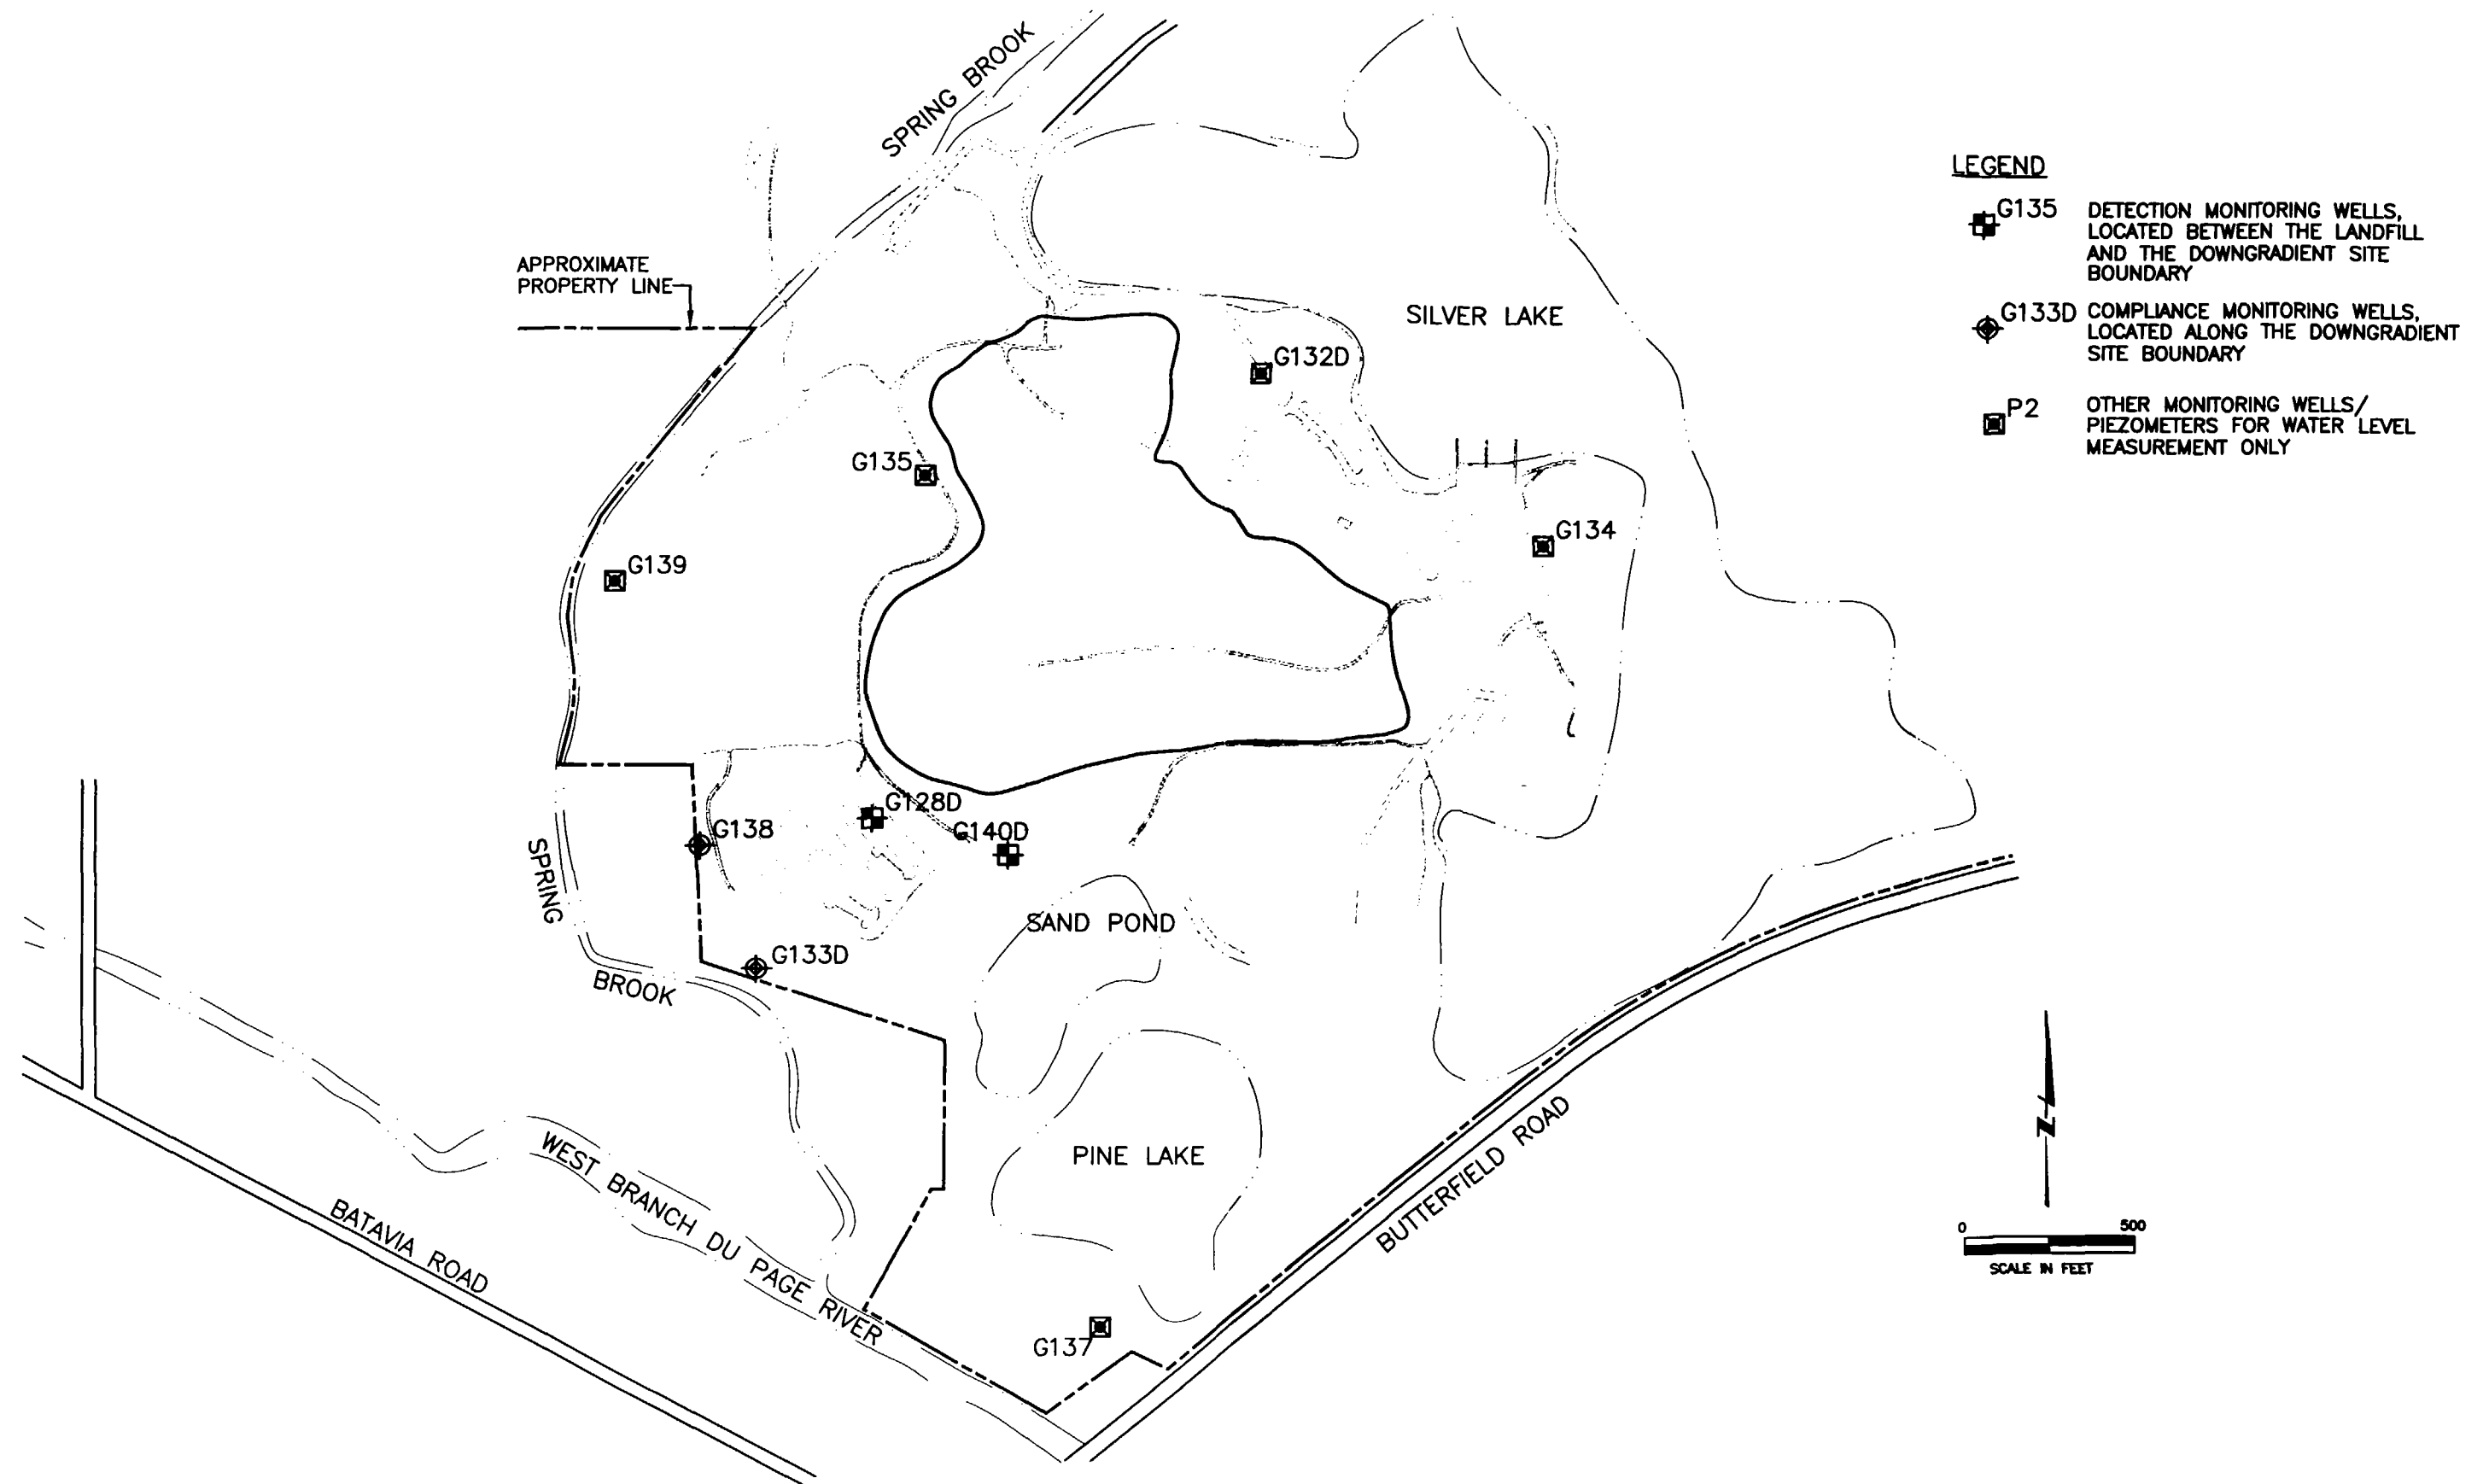 SPRING BROOK
LEGEND
G135
DETECTION MONITORING WELLS,
LOCATED BETWEEN THE LANDFILL
AND THE DOWNGRADIENT SITE
BOUNDARY
G133D
COMPLIANCE MONITORING WELLS,
LOCATED ALONG THE DOWNGRADIENT
SITE BOUNDARY
P2
OTHER MONITORING WELLS/
PIEZOMETERS FOR WATER LEVEL
MEASUREMENT ONLY
APPROXIMATE
PROPERTY LINE
SILVER LAKE
G132D
G135
G134
G139
G128D
G138
G140D
SPRING
SAND POND
G133D
BROOK
PINE LAKE
WEST BRANCH DU PAGE RIVER
BATAVIA ROAD
BUTTERFIELD ROAD
N
0 500
SCALE IN FEET
G137